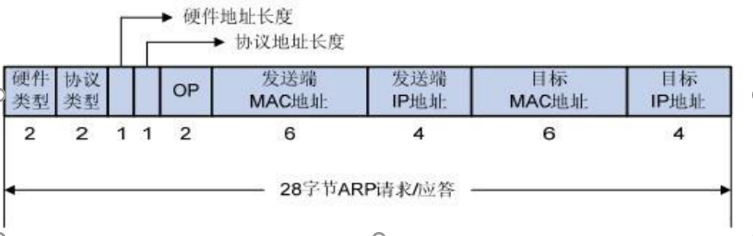 硬件地址长度
协议地址长度
硬件 协议 发送端 发送端 目标 目标
类型 类型 OP MAC地址 IP地址 MAC地址 IP地址
2 2 1 1 2 6 4 6 4
28字节ARP请求/应答